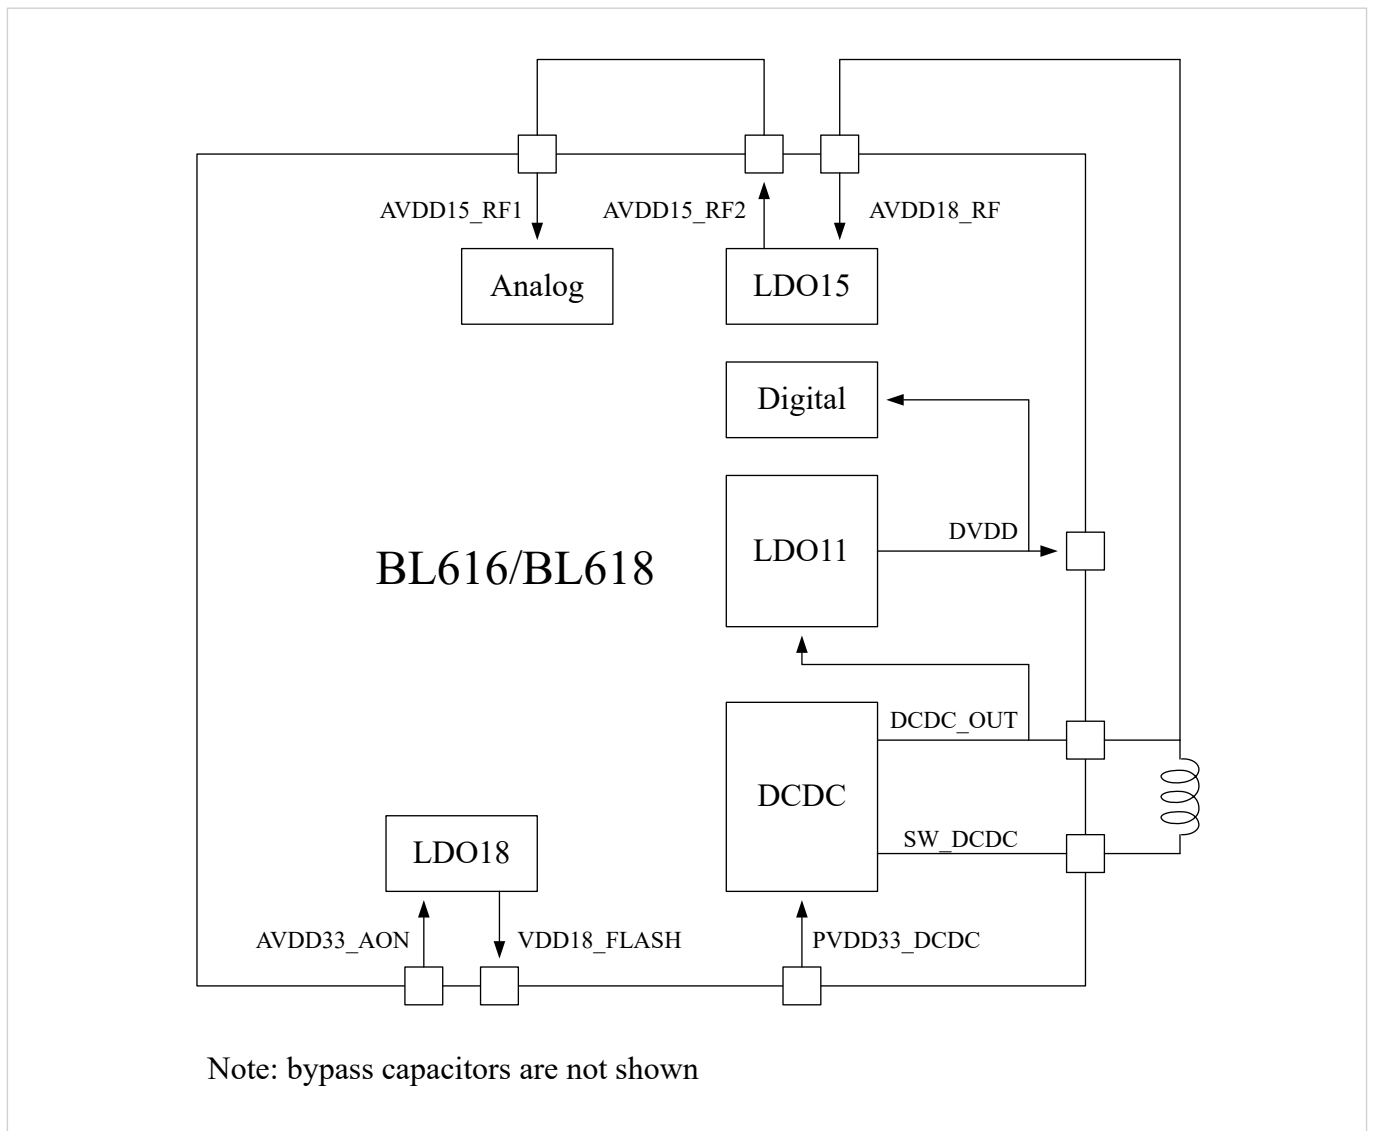 AVDD15_RF1
AVDD15_RF2
AVDD18_RF
Analog
LDO15
Digital
DVDD
LDO11
BL616/BL618
DCDC_OUT
DCDC
SW_DCDC
LDO18
AVDD33_AON
VDD18_FLASH
PVDD33_DCDC
Note: bypass capacitors are not shown